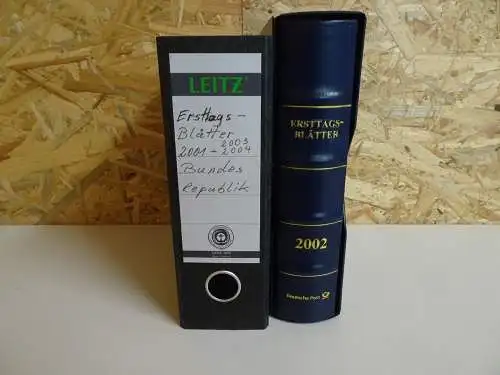 LEITZ
Ersttags-
Blätter
2003
2001-2004
Bundes
republik
ERSTTAGS-
BLÄTTER
2002
Deutsche Post